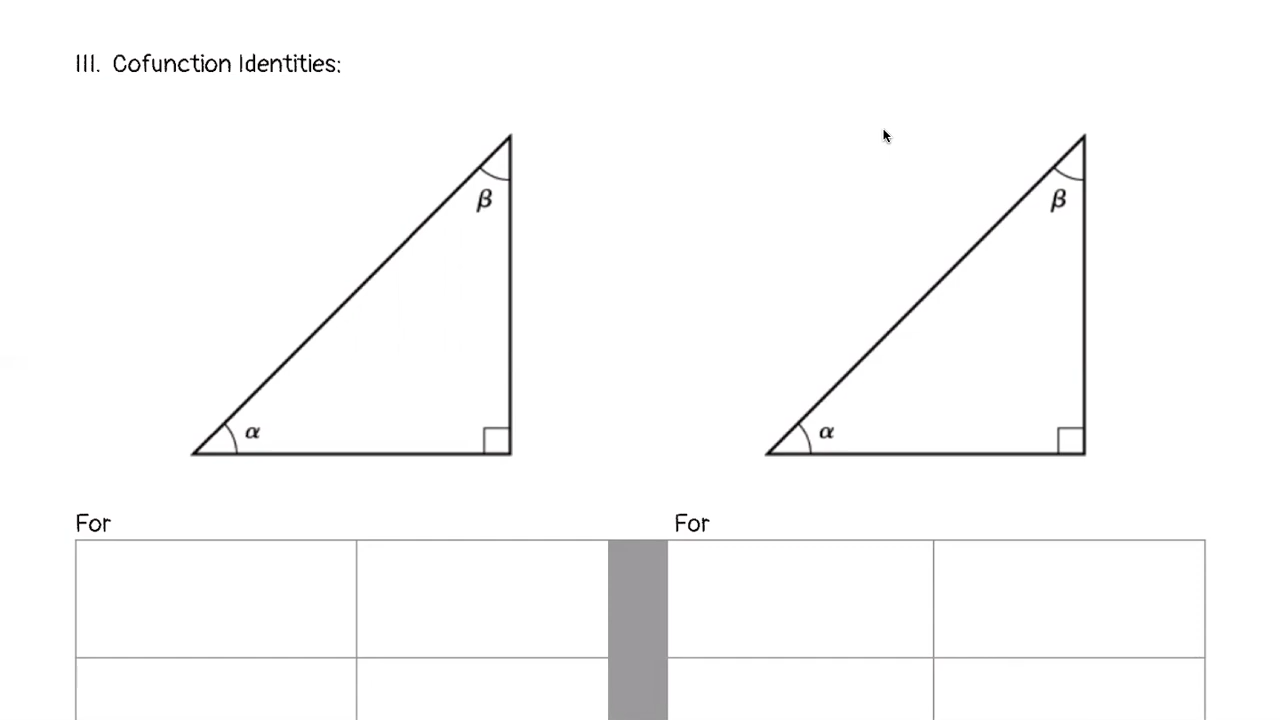 III. Cofunction Identities:
β
α
β
α
For
For